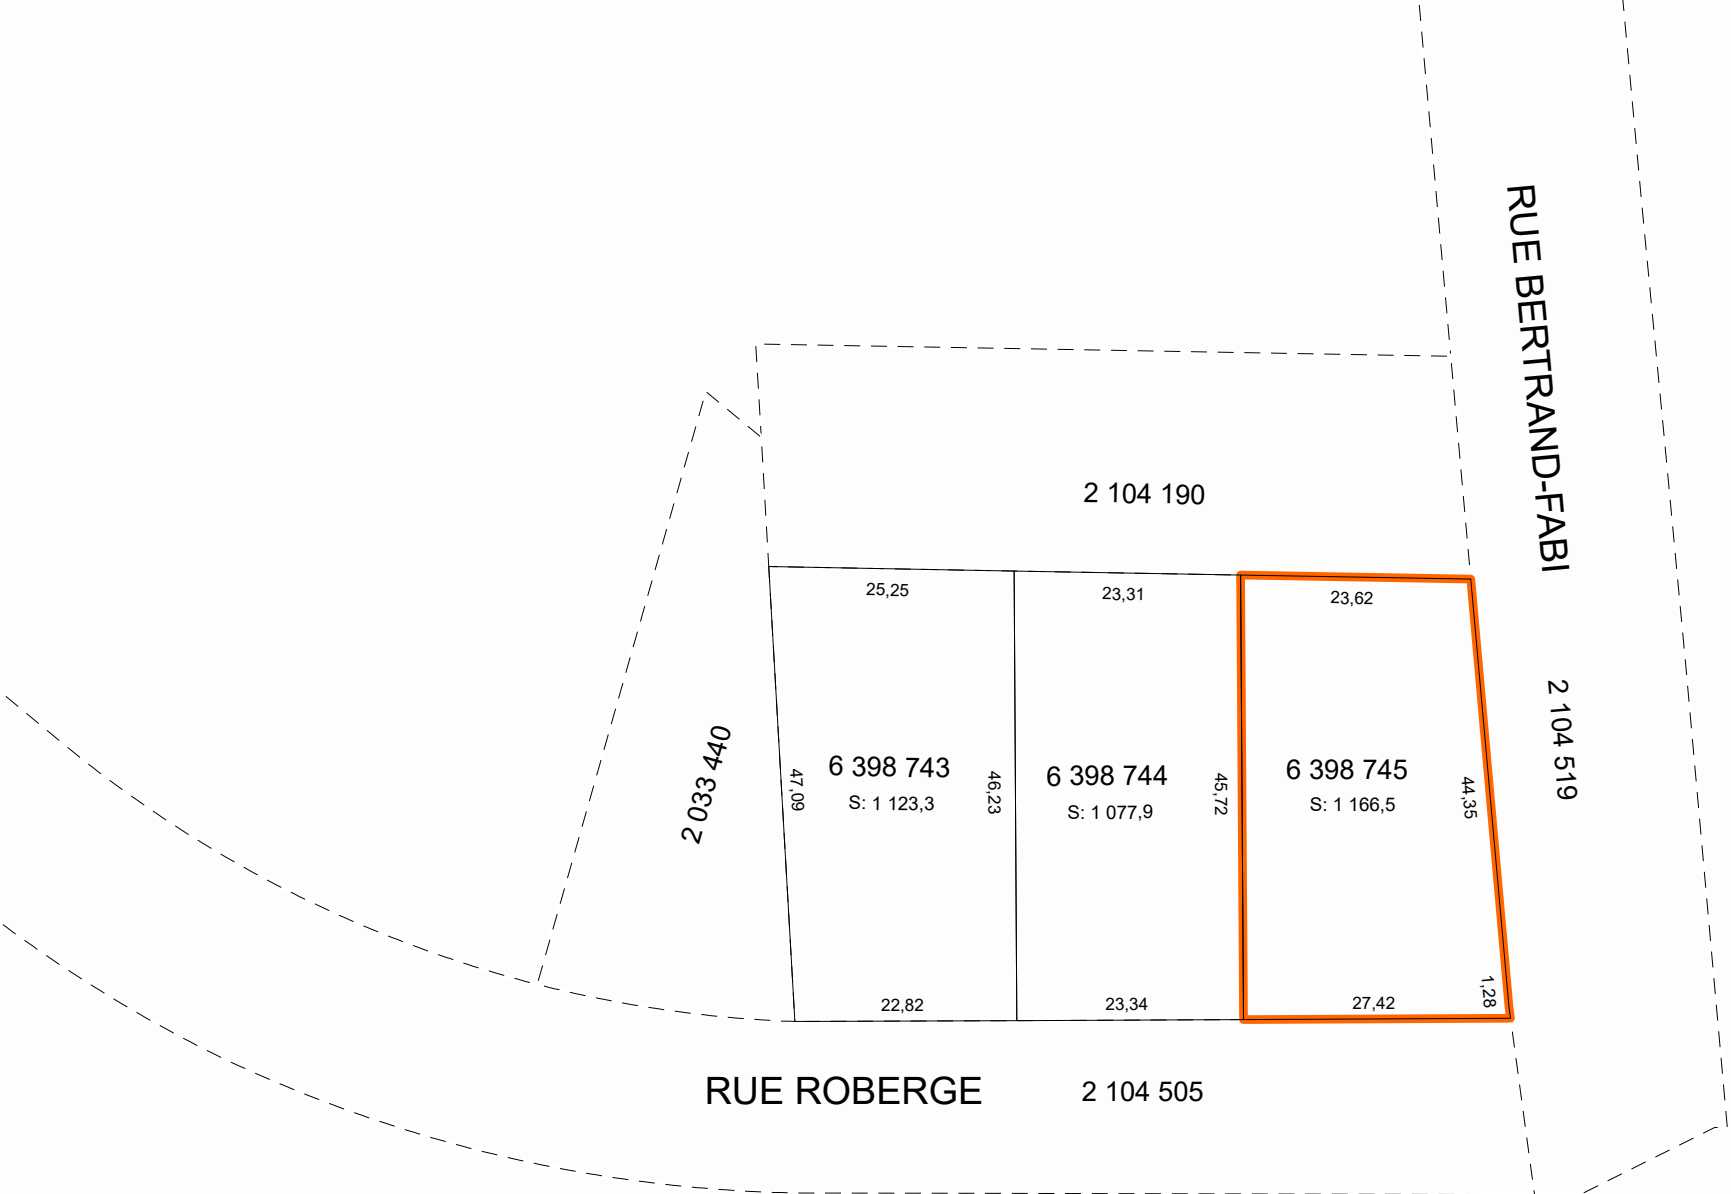 RUE BERTRAND-FABI
2 104 519
2 104 190
25,25
23,31
23,62
2 033 440
47,09
6 398 743
S: 1 123,3
46,23
6 398 744
S: 1 077,9
45,72
6 398 745
S: 1 166,5
44,35
1,28
22,82
23,34
27,42
RUE ROBERGE
2 104 505